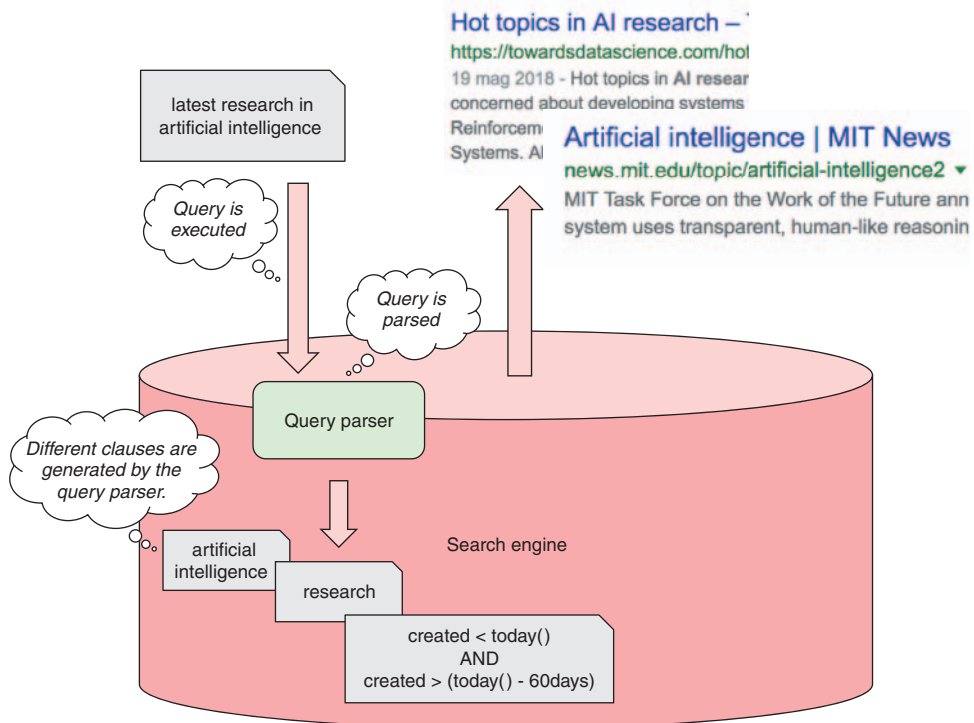 Hot topics in AI research –
https://towardsdatascience.com/hot
19 mag 2018 - Hot topics in AI resear
concerned about developing systems
Reinforcem
Systems. AI
Artificial intelligence | MIT News
news.mit.edu/topic/artificial-intelligence2
MIT Task Force on the Work of the Future ann
system uses transparent, human-like reasonin
latest research in
artificial intelligence
Query is
executed
Query is
parsed
Query parser
Different clauses are
generated by the
query parser.
artificial
intelligence
research
Search engine
created < today()
AND
created > (today() - 60days)